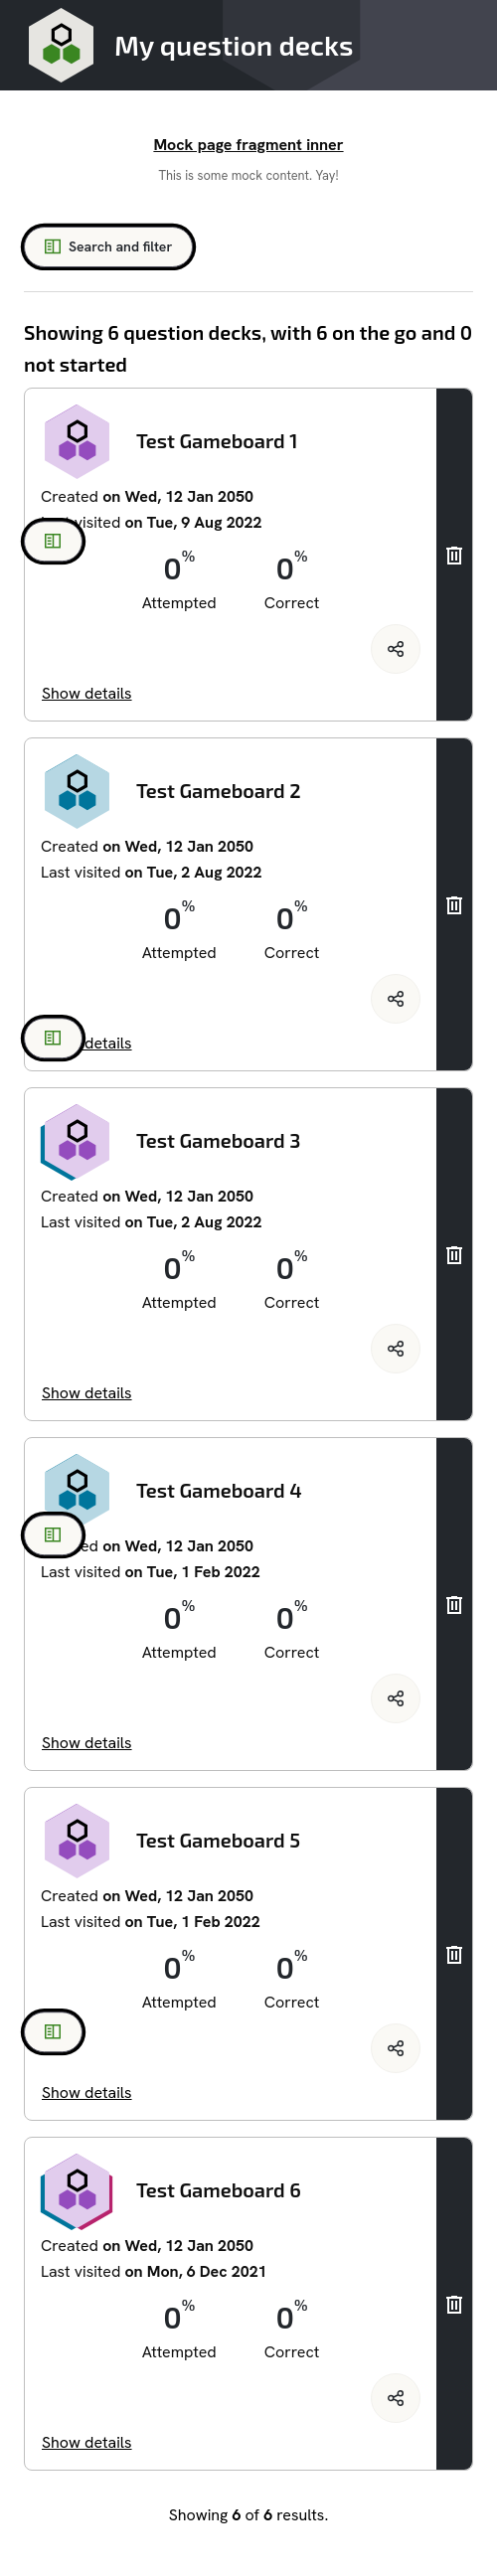 My question decks
Mock page fragment inner
This is some mock content. Yay!
Search and filter
Showing 6 question decks, with 6 on the go and 0
not started
Test Gameboard 1
Created on Wed, 12 Jan 2050
visited on Tue, 9 Aug 2022
0% 0%
Attempted Correct
Show details
Test Gameboard 2
Created on Wed, 12 Jan 2050
Last visited on Tue, 2 Aug 2022
0% 0%
Attempted Correct
details
Test Gameboard 3
Created on Wed, 12 Jan 2050
Last visited on Tue, 2 Aug 2022
0% 0%
Attempted Correct
Show details
Test Gameboard 4
ed on Wed, 12 Jan 2050
Last visited on Tue, 1 Feb 2022
0% 0%
Attempted Correct
Show details
Test Gameboard 5
Created on Wed, 12 Jan 2050
Last visited on Tue, 1 Feb 2022
0% 0%
Attempted Correct
Show details
Test Gameboard 6
Created on Wed, 12 Jan 2050
Last visited on Mon, 6 Dec 2021
0% 0%
Attempted Correct
Show details
Showing 6 of 6 results.